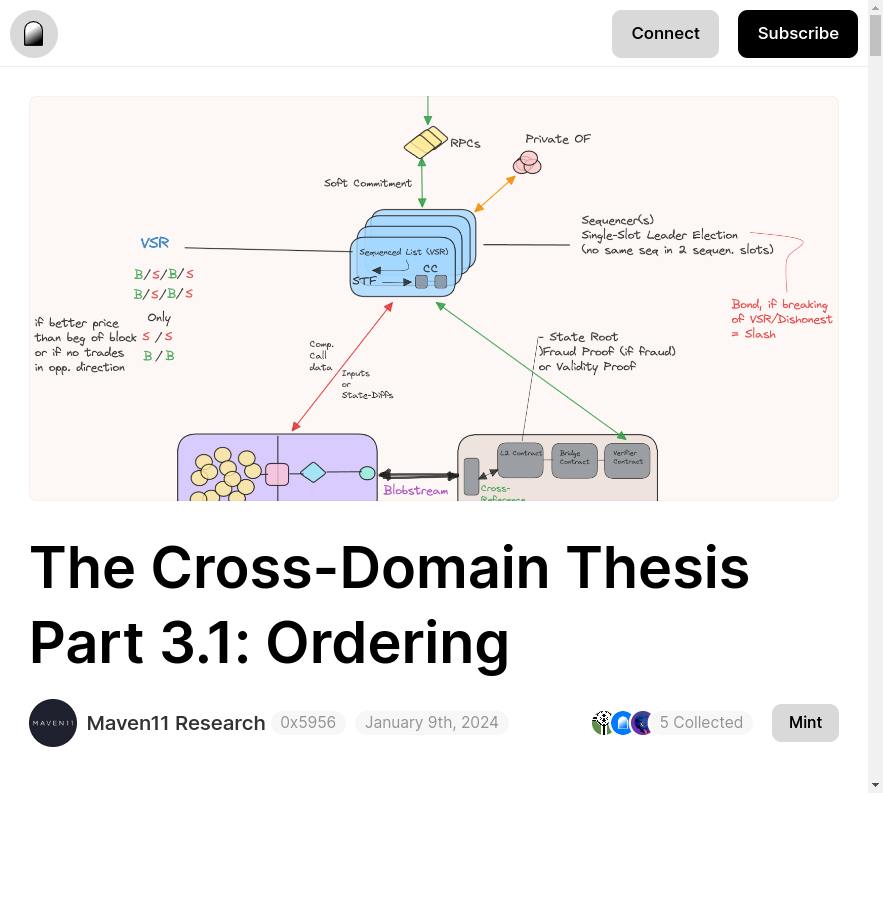 Connect
Subscribe
RPCs
Private OF
Soft Commitment
Sequencer(s)
Single-Slot Leader Election
(no same seq in 2 sequen. slots)
VSR
Sequenced List (VSR)
CC
STF
B/S/B/S
B/S/B/S
Only
S / S
B / B
if better price
than beg of block
or if no trades
in opp. direction
Bond, if breaking
of VSR/Dishonest
= Slash
Comp.
Call
data
Inputs
or
State-Diffs
- State Root
)Fraud Proof (if fraud)
or Validity Proof
L2 Contract
Bridge
Contract
Verifier
Contract
Blobstream
Cross-
Reference
The Cross-Domain Thesis
Part 3.1: Ordering
MAVEN11
Maven11 Research
0x5956
January 9th, 2024
5 Collected
Mint